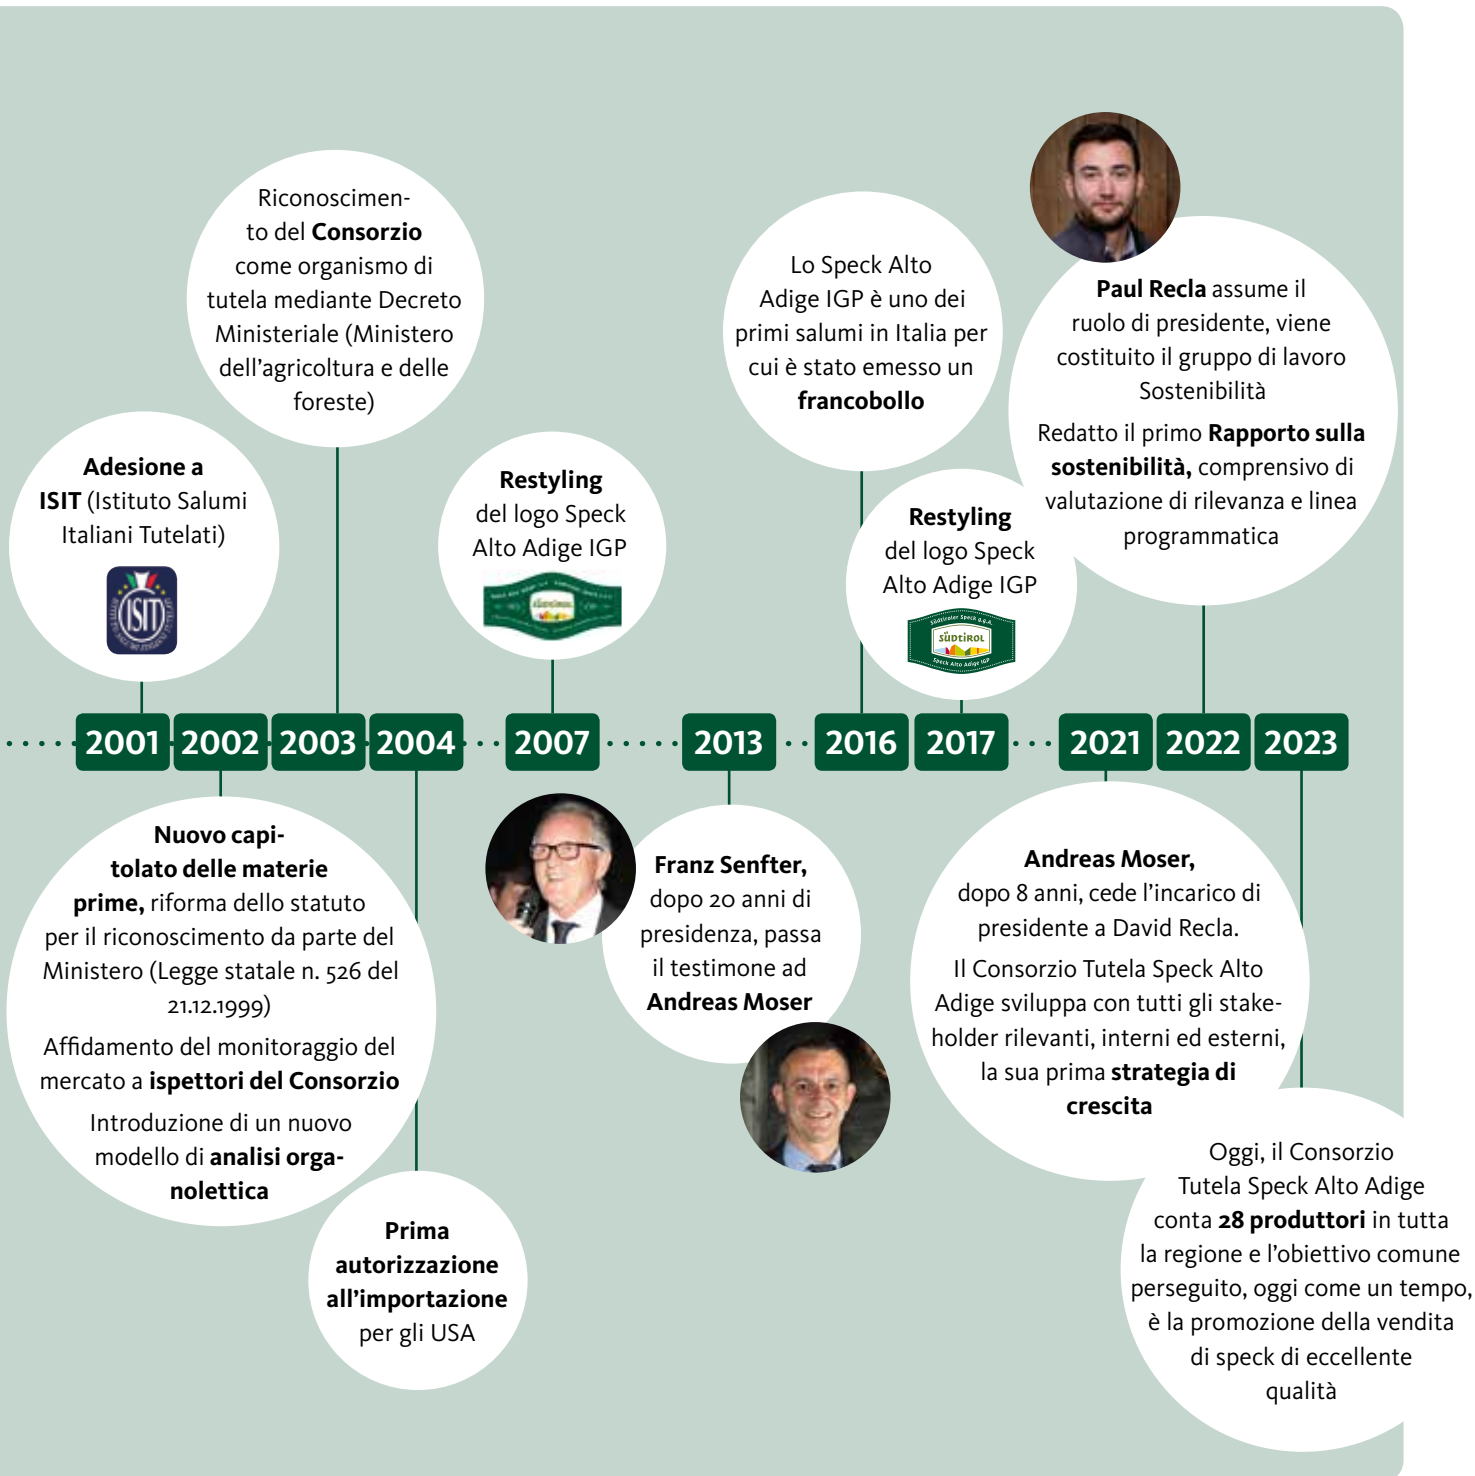 Riconoscimen-
to del Consorzio
come organismo di
tutela mediante Decreto
Ministeriale (Ministero
dell'agricoltura e delle
foreste)
Lo Speck Alto
Adige IGP è uno dei
primi salumi in Italia per
cui è stato emesso un
francobollo
Paul Recla assume il
ruolo di presidente, viene
costituito il gruppo di lavoro
Sostenibilità
Redatto il primo Rapporto sulla
sostenibilità, comprensivo di
valutazione di rilevanza e linea
programmatica
Adesione a
ISIT (Istituto Salumi
Italiani Tutelati)
ISIT
Restyling
del logo Speck
Alto Adige IGP
SÜDTIROL
Restyling
del logo Speck
Alto Adige IGP
Südtiroler Speck g.g.A.
SÜDTIROL
Speck Alto Adige IGP
2001 2002 2003 2004 2007 2013 2016 2017 2021 2022 2023
Nuovo capi-
tolato delle materie
prime, riforma dello statuto
per il riconoscimento da parte del
Ministero (Legge statale n. 526 del
21.12.1999)
Affidamento del monitoraggio del
mercato a ispettori del Consorzio
Introduzione di un nuovo
modello di analisi orga-
nolettica
Prima
autorizzazione
all'importazione
per gli USA
Franz Senfter,
dopo 20 anni di
presidenza, passa
il testimone ad
Andreas Moser
Andreas Moser,
dopo 8 anni, cede l'incarico di
presidente a David Recla.
Il Consorzio Tutela Speck Alto
Adige sviluppa con tutti gli stake-
holder rilevanti, interni ed esterni,
la sua prima strategia di
crescita
Oggi, il Consorzio
Tutela Speck Alto Adige
conta 28 produttori in tutta
la regione e l'obiettivo comune
perseguito, oggi come un tempo,
è la promozione della vendita
di speck di eccellente
qualità